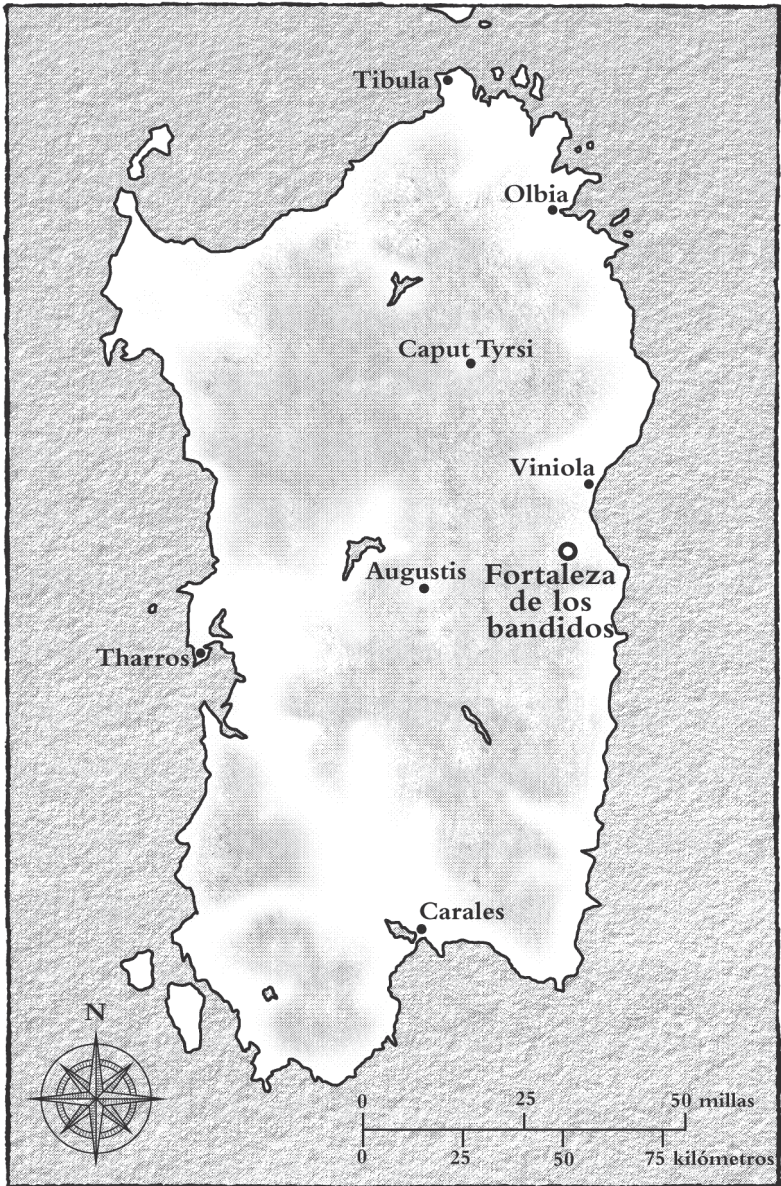 Tibula
Olbia
Caput Tyrsi
Viniola
Augustis
Fortaleza
de los
bandidos
Tharros
Carales
N
0 25 50 millas
0 25 50 75 kilómetros